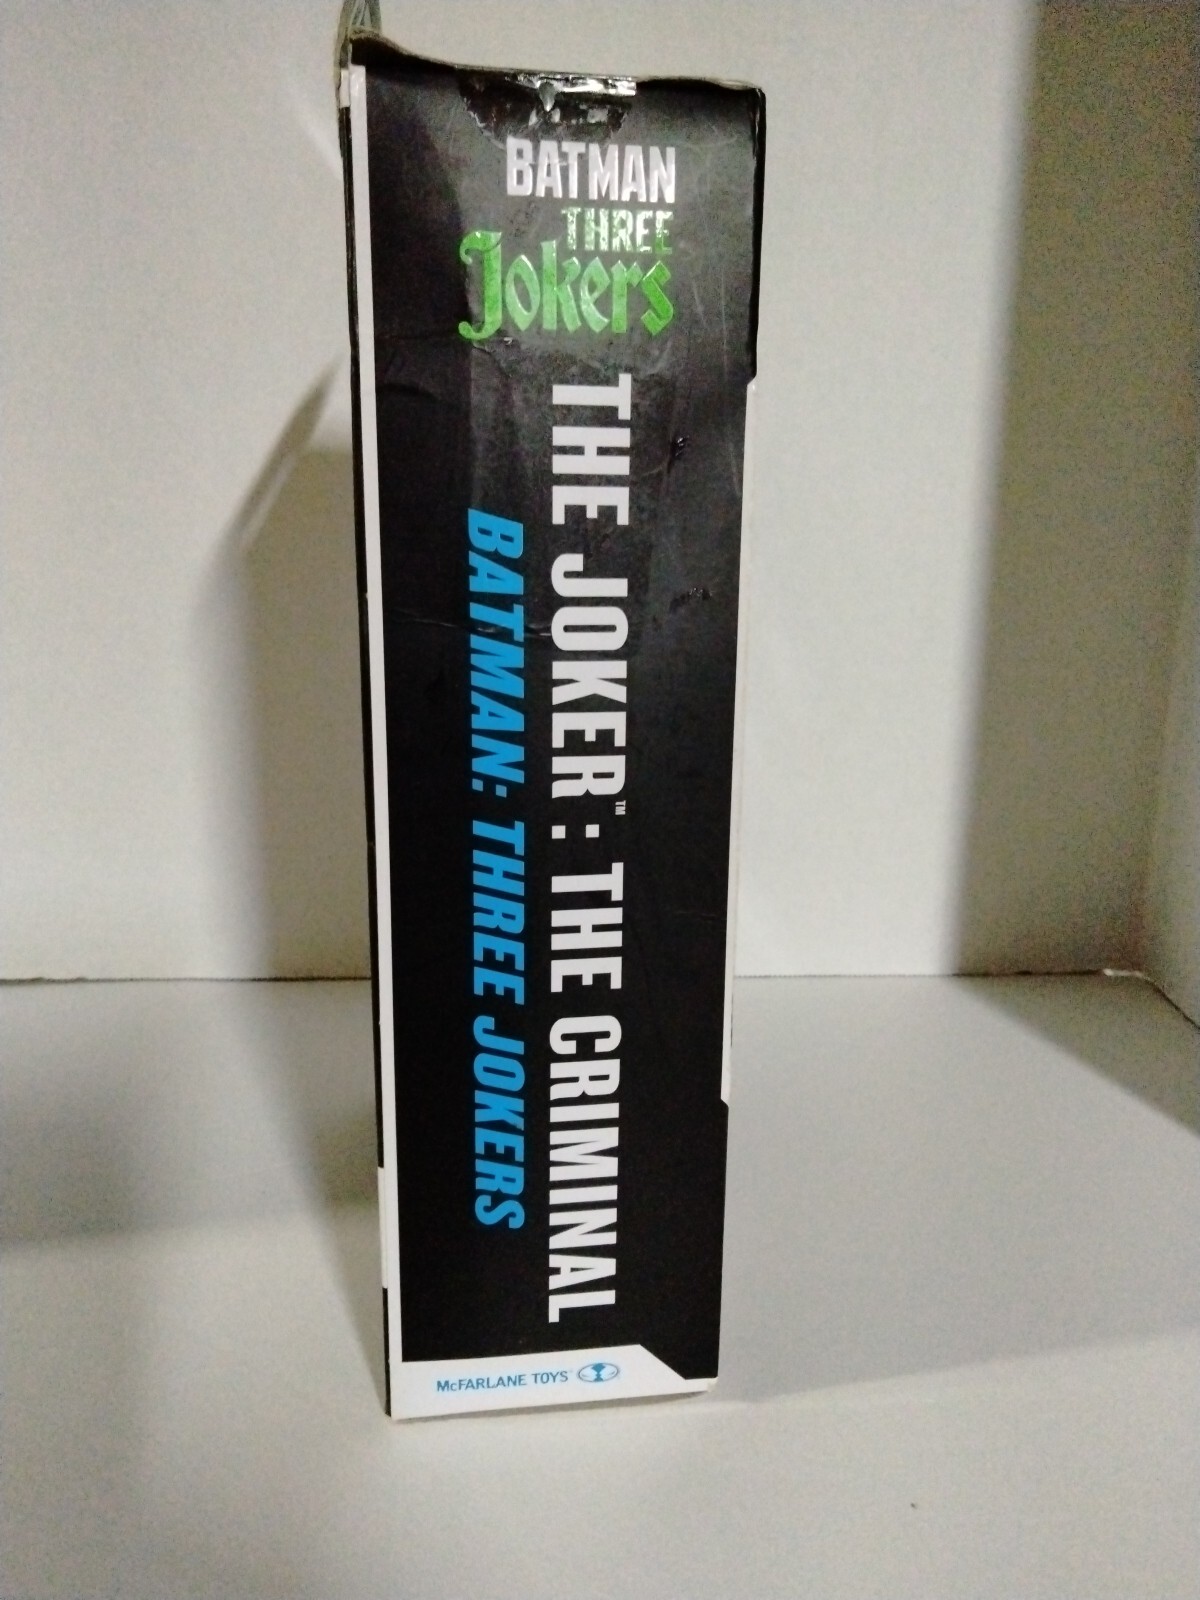 BATMAN
THREE
Jokers
THE JOKER™: THE CRIMINAL
BATMAN: THREE JOKERS
McFARLANE TOYS